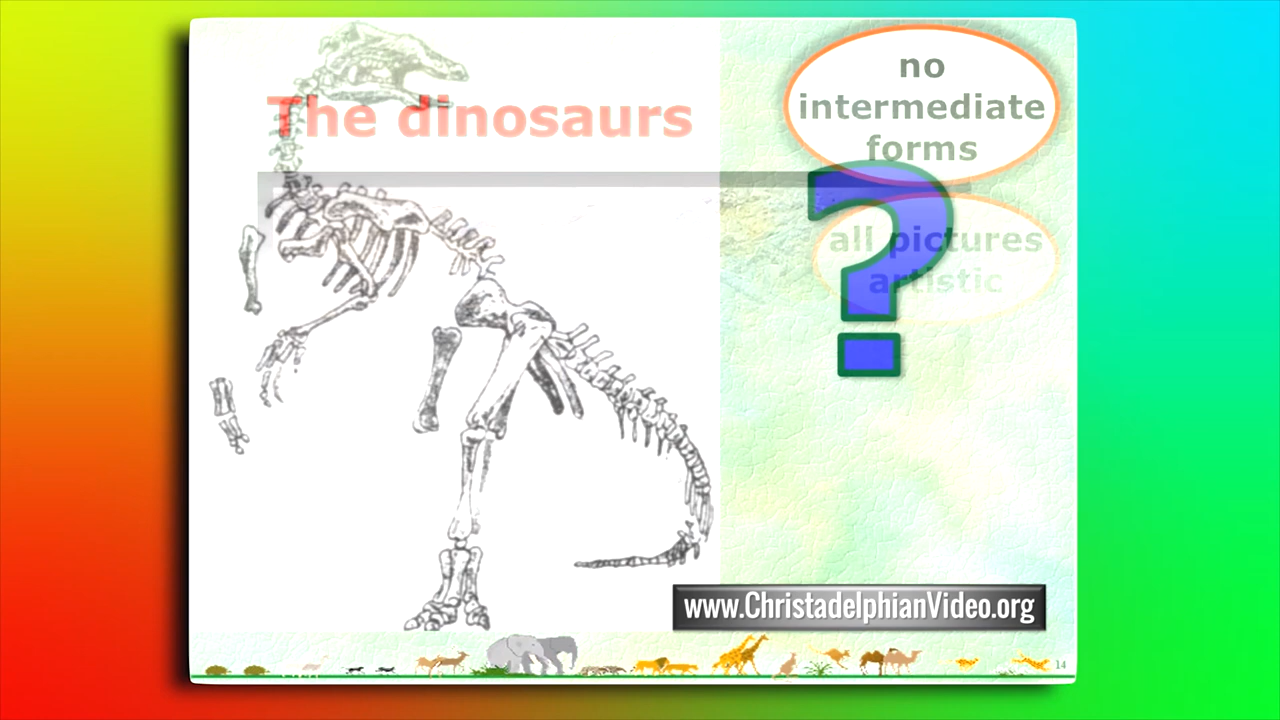 The dinosaurs
no
intermediate
forms
?
all pictures
artistic
www.ChristadelphianVideo.org
14